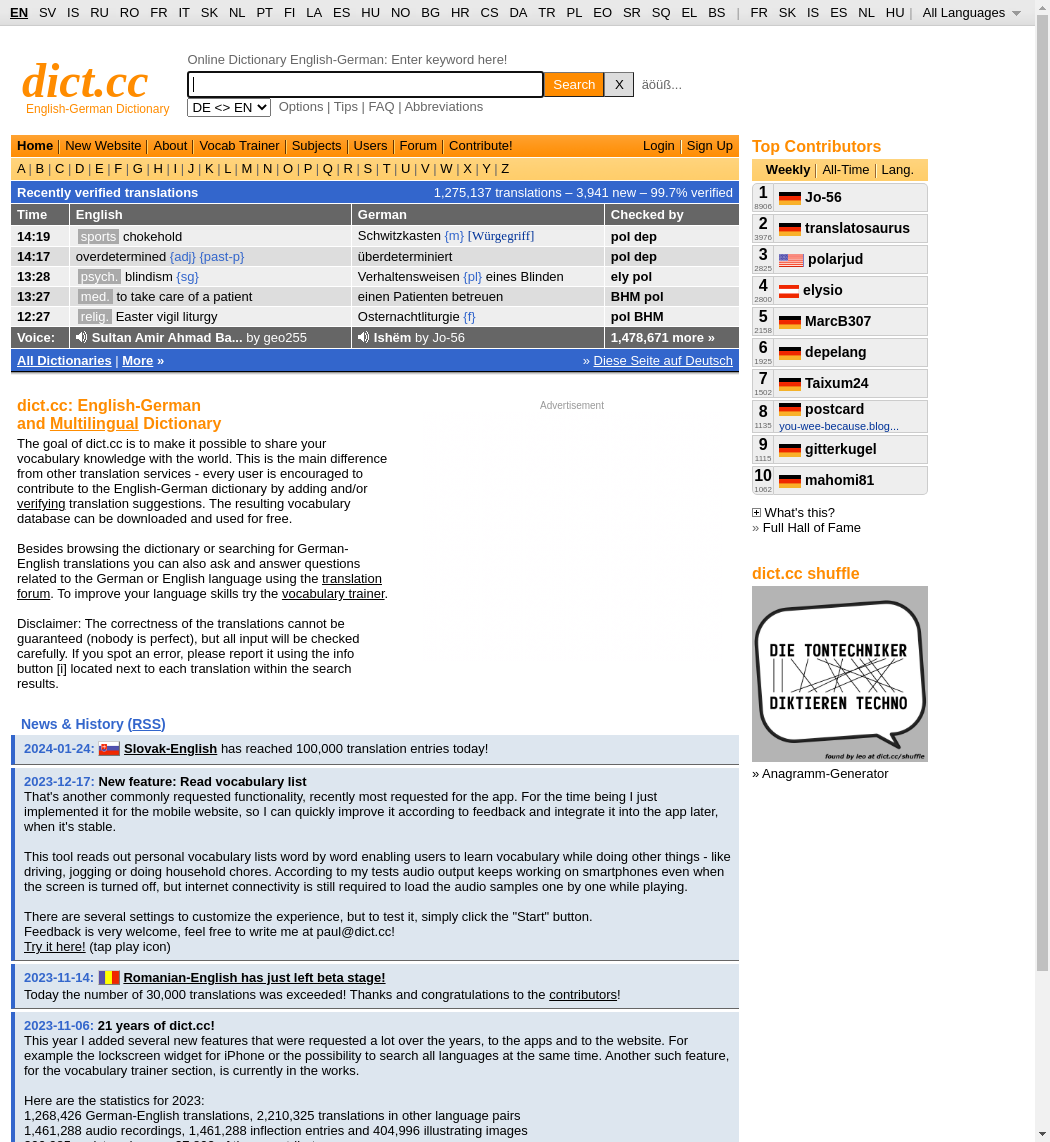 EN SV IS RU RO FR IT SK NL PT FI LA ES HU NO BG HR CS DA TR PL EO SR SQ EL BS | FR SK IS ES NL HU | All Languages
dict.cc
English-German Dictionary
Online Dictionary English-German: Enter keyword here!
Search X äöüß...
DE <> EN Options | Tips | FAQ | Abbreviations
Home | New Website | About | Vocab Trainer | Subjects | Users | Forum | Contribute! Login | Sign Up
A | B | C | D | E | F | G | H | I | J | K | L | M | N | O | P | Q | R | S | T | U | V | W | X | Y | Z
Recently verified translations 1,275,137 translations – 3,941 new – 99.7% verified
Time English German Checked by
14:19 sports chokehold Schwitzkasten {m} [Würgegriff] pol dep
14:17 overdetermined {adj} {past-p} überdeterminiert pol dep
13:28 psych. blindism {sg} Verhaltensweisen {pl} eines Blinden ely pol
13:27 med. to take care of a patient einen Patienten betreuen BHM pol
12:27 relig. Easter vigil liturgy Osternachtliturgie {f} pol BHM
Voice: Sultan Amir Ahmad Ba... by geo255 Ishëm by Jo-56 1,478,671 more »
All Dictionaries | More » » Diese Seite auf Deutsch
dict.cc: English-German
and Multilingual Dictionary
The goal of dict.cc is to make it possible to share your
vocabulary knowledge with the world. This is the main difference
from other translation services - every user is encouraged to
contribute to the English-German dictionary by adding and/or
verifying translation suggestions. The resulting vocabulary
database can be downloaded and used for free.
Besides browsing the dictionary or searching for German-
English translations you can also ask and answer questions
related to the German or English language using the translation
forum. To improve your language skills try the vocabulary trainer.
Disclaimer: The correctness of the translations cannot be
guaranteed (nobody is perfect), but all input will be checked
carefully. If you spot an error, please report it using the info
button [i] located next to each translation within the search
results.
Advertisement
News & History (RSS)
2024-01-24: Slovak-English has reached 100,000 translation entries today!
2023-12-17: New feature: Read vocabulary list
That's another commonly requested functionality, recently most requested for the app. For the time being I just
implemented it for the mobile website, so I can quickly improve it according to feedback and integrate it into the app later,
when it's stable.
This tool reads out personal vocabulary lists word by word enabling users to learn vocabulary while doing other things - like
driving, jogging or doing household chores. According to my tests audio output keeps working on smartphones even when
the screen is turned off, but internet connectivity is still required to load the audio samples one by one while playing.
There are several settings to customize the experience, but to test it, simply click the "Start" button.
Feedback is very welcome, feel free to write me at paul@dict.cc!
Try it here! (tap play icon)
2023-11-14: Romanian-English has just left beta stage!
Today the number of 30,000 translations was exceeded! Thanks and congratulations to the contributors!
2023-11-06: 21 years of dict.cc!
This year I added several new features that were requested a lot over the years, to the apps and to the website. For
example the lockscreen widget for iPhone or the possibility to search all languages at the same time. Another such feature,
for the vocabulary trainer section, is currently in the works.
Here are the statistics for 2023:
1,268,426 German-English translations, 2,210,325 translations in other language pairs
1,461,288 audio recordings, 1,461,288 inflection entries and 404,996 illustrating images
Top Contributors
Weekly | All-Time | Lang.
1 8906 Jo-56
2 3976 translatosaurus
3 2825 polarjud
4 2800 elysio
5 2158 MarcB307
6 1925 depelang
7 1502 Taixum24
8 1135 postcard
you-wee-because.blog...
9 1115 gitterkugel
10 1062 mahomi81
What's this?
» Full Hall of Fame
dict.cc shuffle
DIE TONTECHNIKER
DIKTIEREN TECHNO
found by leo at dict.cc/shuffle
» Anagramm-Generator